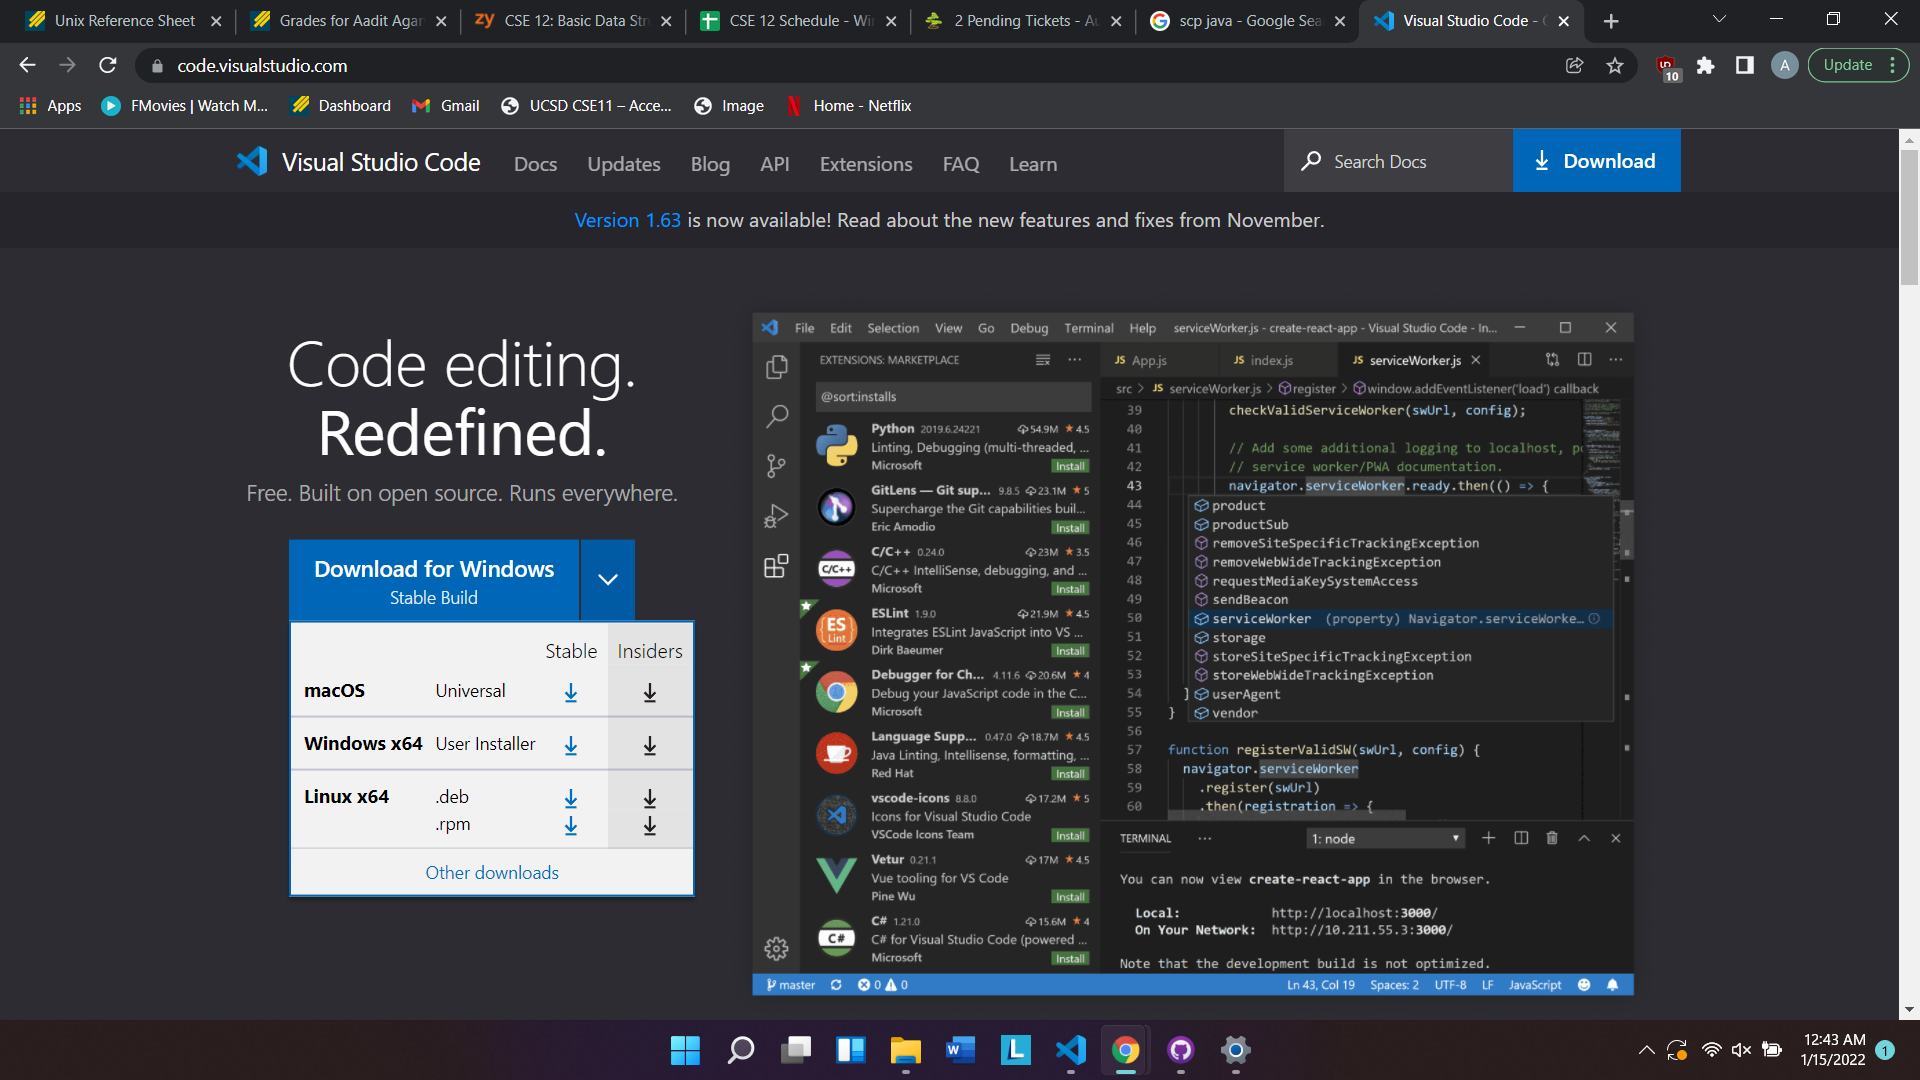 Unix Reference Sheet
Grades for Aadit Agar
CSE 12: Basic Data Str
CSE 12 Schedule - Win
2 Pending Tickets - Au
scp java - Google Sea
Visual Studio Code - C
code.visualstudio.com
10
A
Update
Apps
FMovies | Watch M...
Dashboard
Gmail
UCSD CSE11 – Acce...
Image
Home - Netflix
Visual Studio Code
Docs
Updates
Blog
API
Extensions
FAQ
Learn
Search Docs
Download
Version 1.63 is now available! Read about the new features and fixes from November.
Code editing.
Redefined.
Free. Built on open source. Runs everywhere.
Download for Windows
Stable Build
Stable Insiders
macOS Universal
Windows x64 User Installer
Linux x64 .deb
.rpm
Other downloads
File Edit Selection View Go Debug Terminal Help serviceWorker.js - create-react-app - Visual Studio Code - In...
EXTENSIONS: MARKETPLACE
@sort:installs
Python 2019.6.24221 54.9M 4.5
Linting, Debugging (multi-threaded, ...
Microsoft Install
GitLens — Git sup... 9.8.5 23.1M 5
Supercharge the Git capabilities buil...
Eric Amodio Install
C/C++
C/C++ 0.24.0 23M 3.5
C/C++ IntelliSense, debugging, and ...
Microsoft Install
ES
Lint
ESLint 1.9.0 21.9M 4.5
Integrates ESLint JavaScript into VS ...
Dirk Baeumer Install
Debugger for Ch... 4.11.6 20.6M 4
Debug your JavaScript code in the C...
Microsoft Install
Language Supp... 0.47.0 18.7M 4.5
Java Linting, Intellisense, formatting, ...
Red Hat Install
vscode-icons 8.8.0 17.2M 5
Icons for Visual Studio Code
VSCode Icons Team Install
Vetur 0.21.1 17M 4.5
Vue tooling for VS Code
Pine Wu Install
C#
C# 1.21.0 15.6M 4
C# for Visual Studio Code (powered ...
Microsoft Install
JS App.js JS index.js JS serviceWorker.js
src > JS serviceWorker.js > register > window.addEventListener('load') callback
39 checkValidServiceWorker(swUrl, config);
40
41 // Add some additional logging to localhost, p
42 // service worker/PWA documentation.
43 navigator.serviceWorker.ready.then(() => {
44 product
45 productSub
46 removeSiteSpecificTrackingException
47 removeWebWideTrackingException
48 requestMediaKeySystemAccess
49 sendBeacon
50 serviceWorker (property) Navigator.serviceWorke...
51 storage
52 storeSiteSpecificTrackingException
53 storeWebWideTrackingException
54 ] userAgent
55 } vendor
56
57 function registerValidSW(swUrl, config) {
58 navigator.serviceWorker
59 .register(swUrl)
60 .then(registration => {
TERMINAL ... 1: node
You can now view create-react-app in the browser.
Local: http://localhost:3000/
On Your Network: http://10.211.55.3:3000/
Note that the development build is not optimized.
master 0 0 Ln 43, Col 19 Spaces: 2 UTF-8 LF JavaScript
12:43 AM
1/15/2022
1